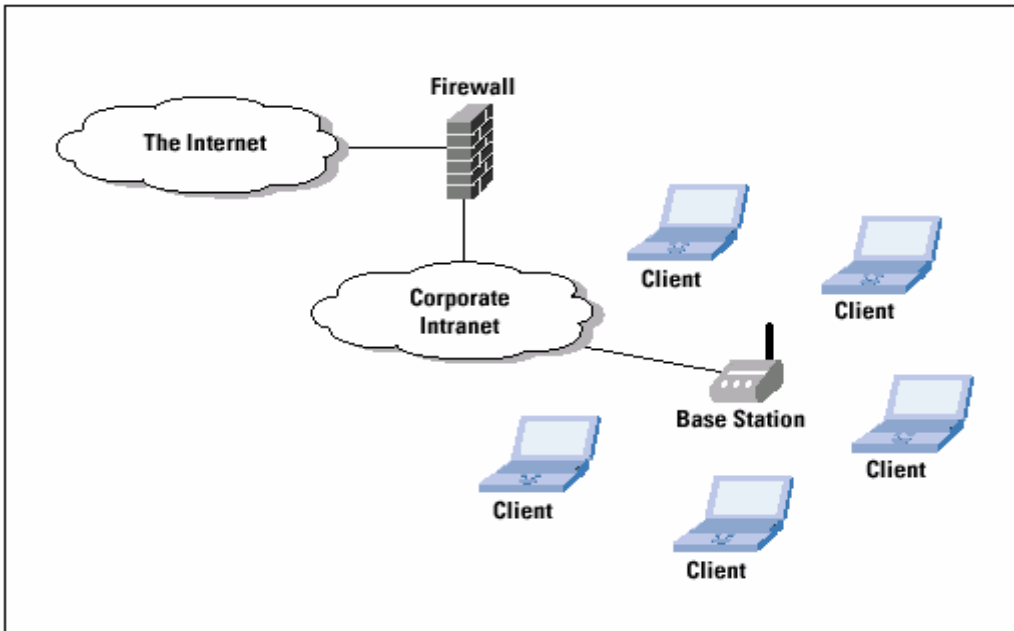 Firewall
The Internet
Client
Corporate
Intranet
Client
Base Station
Client
Client
Client